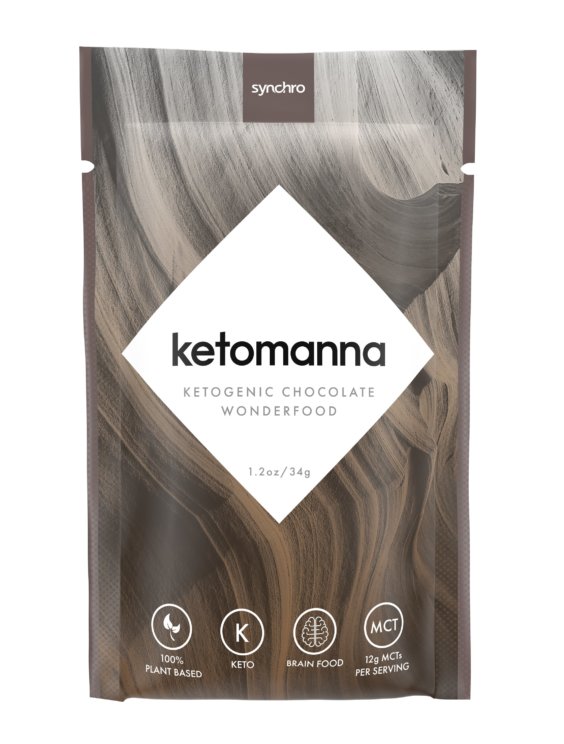 synchro
ketomanna
KETOGENIC CHOCOLATE
WONDERFOOD
1.2oz/34g
K
MCT
100%
PLANT BASED
KETO
BRAIN FOOD
12g MCTs
PER SERVING